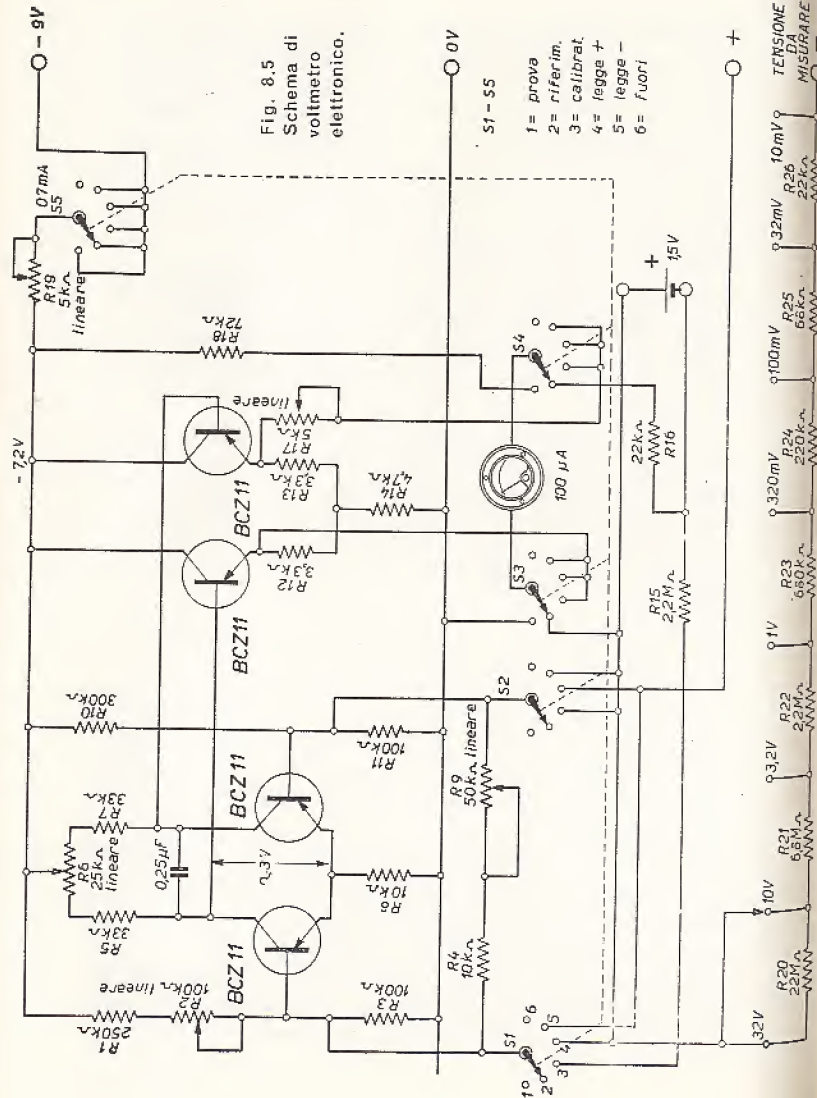 - 9V
Fig. 8.5
Schema di
voltmetro
elettronico.
0V
S1 - S5
1 = prova
2 = riferim.
3 = calibrat.
4 = legge +
5 = legge -
6 = fuori
+
TENSIONE
DA
MISURARE
07mA
S5
R19
5kΩ
lineare
-7,2V
R18
72kΩ
BCZ11
R17
5kΩ
lineare
R13
3,3kΩ
R14
4,7kΩ
BCZ11
R12
3,3kΩ
100 µA
S3
S4
22kΩ
R16
R15
2,2MΩ
+
1,5V
R10
300kΩ
R11
100kΩ
S2
R9
50kΩ lineare
R6
25kΩ
lineare
R7
33kΩ
R5
33kΩ
0,25µF
BCZ11
0,3V
R6
10kΩ
BCZ11
R1
250kΩ
R2
100kΩ lineare
R3
100kΩ
R4
10kΩ
S1
1
2
3
4
5
6
32V
10V
3,2V
1V
320mV
100mV
32mV
10mV
R20
22MΩ
R21
6,8MΩ
R22
2,2MΩ
R23
680kΩ
R24
220kΩ
R25
68kΩ
R26
22kΩ